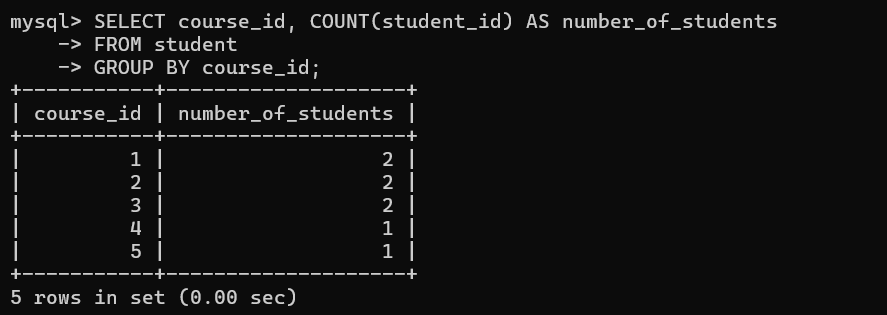 mysql> SELECT course_id, COUNT(student_id) AS number_of_students
    -> FROM student
    -> GROUP BY course_id;
+-----------+--------------------+
| course_id | number_of_students |
+-----------+--------------------+
|         1 |                  2 |
|         2 |                  2 |
|         3 |                  2 |
|         4 |                  1 |
|         5 |                  1 |
+-----------+--------------------+
5 rows in set (0.00 sec)